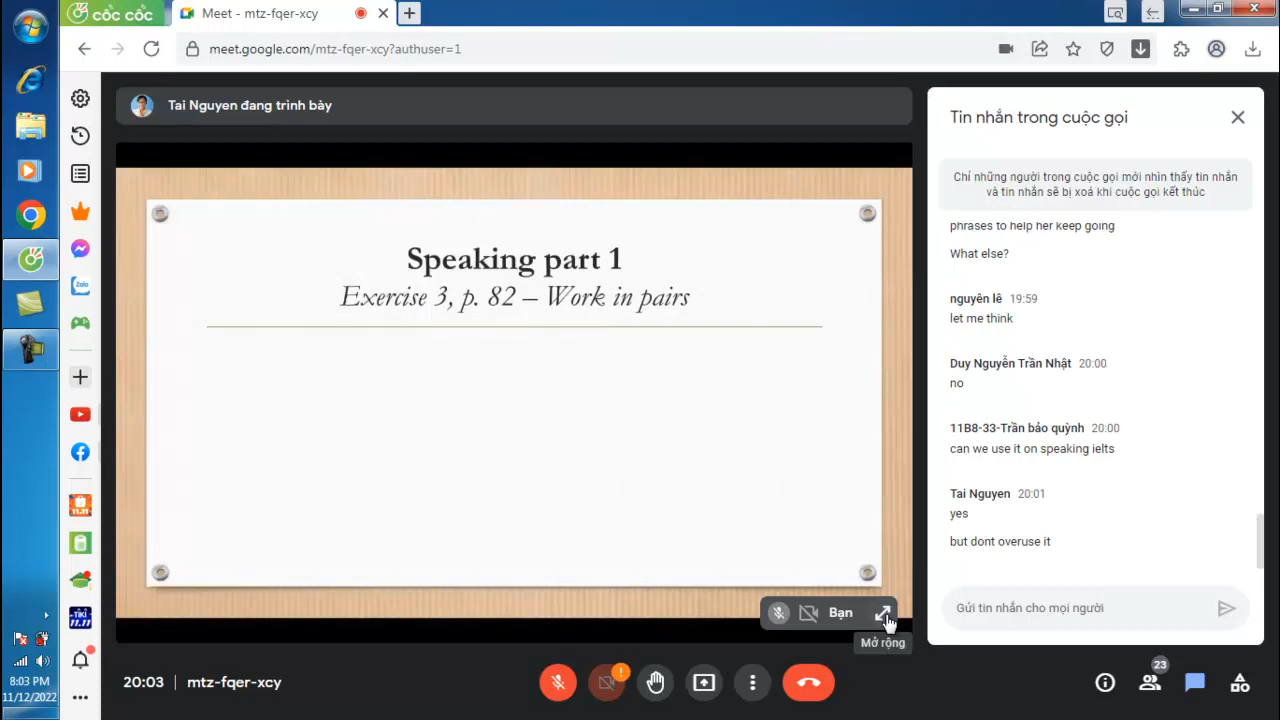 cốc cốc
Meet - mtz-fqer-xcy
meet.google.com/mtz-fqer-xcy?authuser=1
Tai Nguyen đang trình bày
Speaking part 1
Exercise 3, p. 82 – Work in pairs
Bạn
Mở rộng
Tin nhắn trong cuộc gọi
Chỉ những người trong cuộc gọi mới nhìn thấy tin nhắn
và tin nhắn sẽ bị xoá khi cuộc gọi kết thúc
phrases to help her keep going
What else?
nguyên lê 19:59
let me think
Duy Nguyễn Trần Nhật 20:00
no
11B8-33-Trần bảo quỳnh 20:00
can we use it on speaking ielts
Tai Nguyen 20:01
yes
but dont overuse it
Gửi tin nhắn cho mọi người
Zalo
11.11
TIKI
11.11
20:03 | mtz-fqer-xcy
23
8:03 PM
11/12/2022